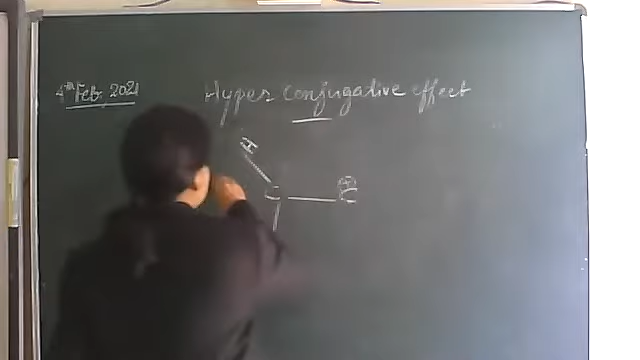 4th Feb. 2021
Hyper conjugative effect
H
⊕
C C